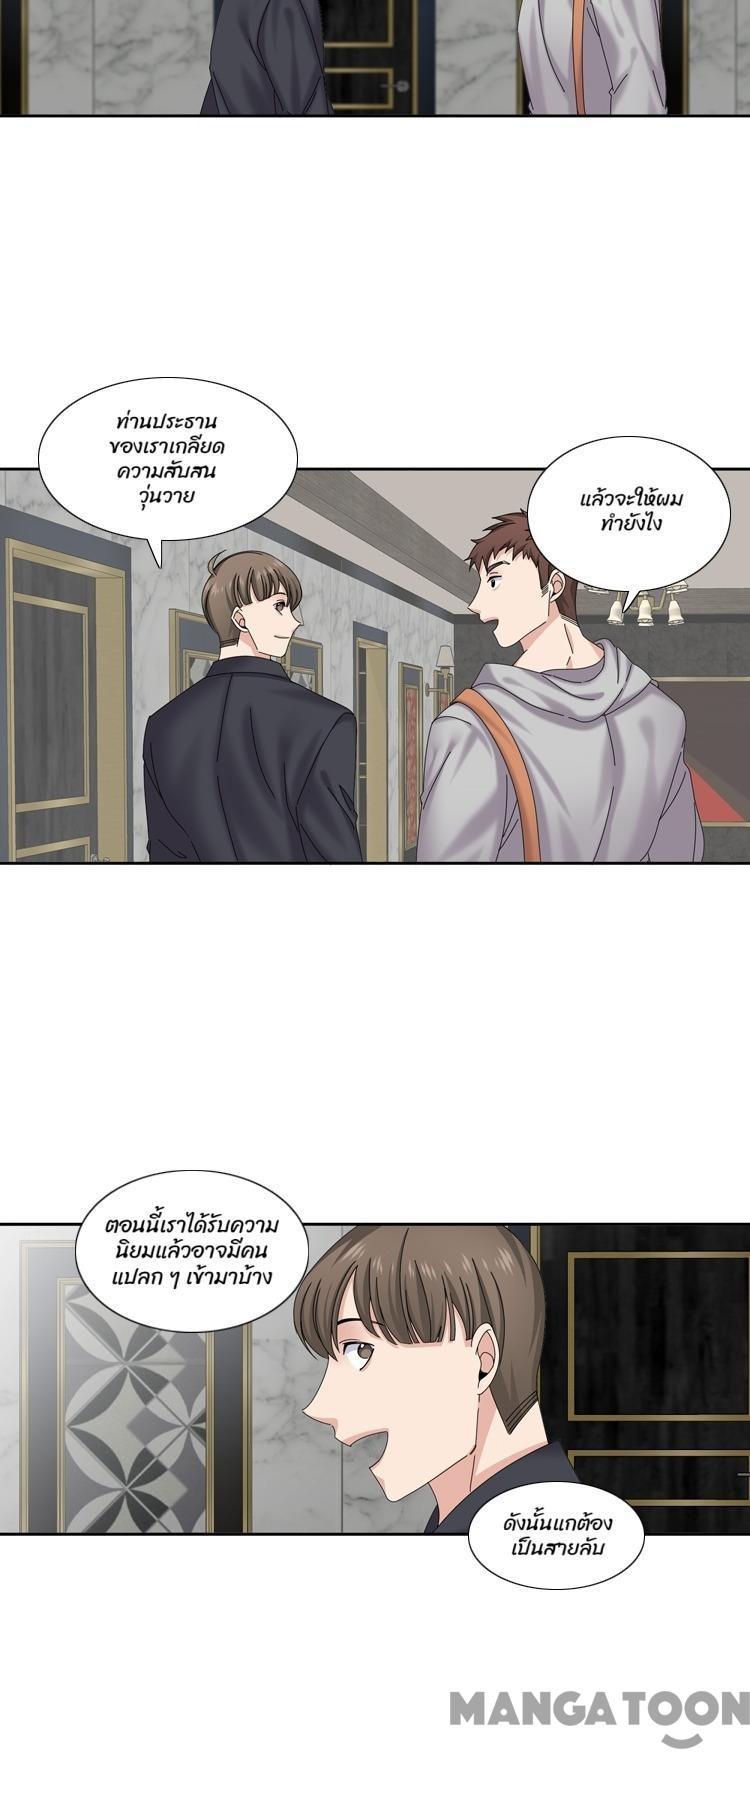 ท่านประธาน
ของเราเกลียด
ความสับสน
วุ่นวาย
แล้วจะให้ผม
ทำยังไง
ตอนนี้เราได้รับความ
นิยมแล้วอาจมีคน
แปลก ๆ เข้ามาบ้าง
ดังนั้นแกต้อง
เป็นสายลับ
MANGATOON